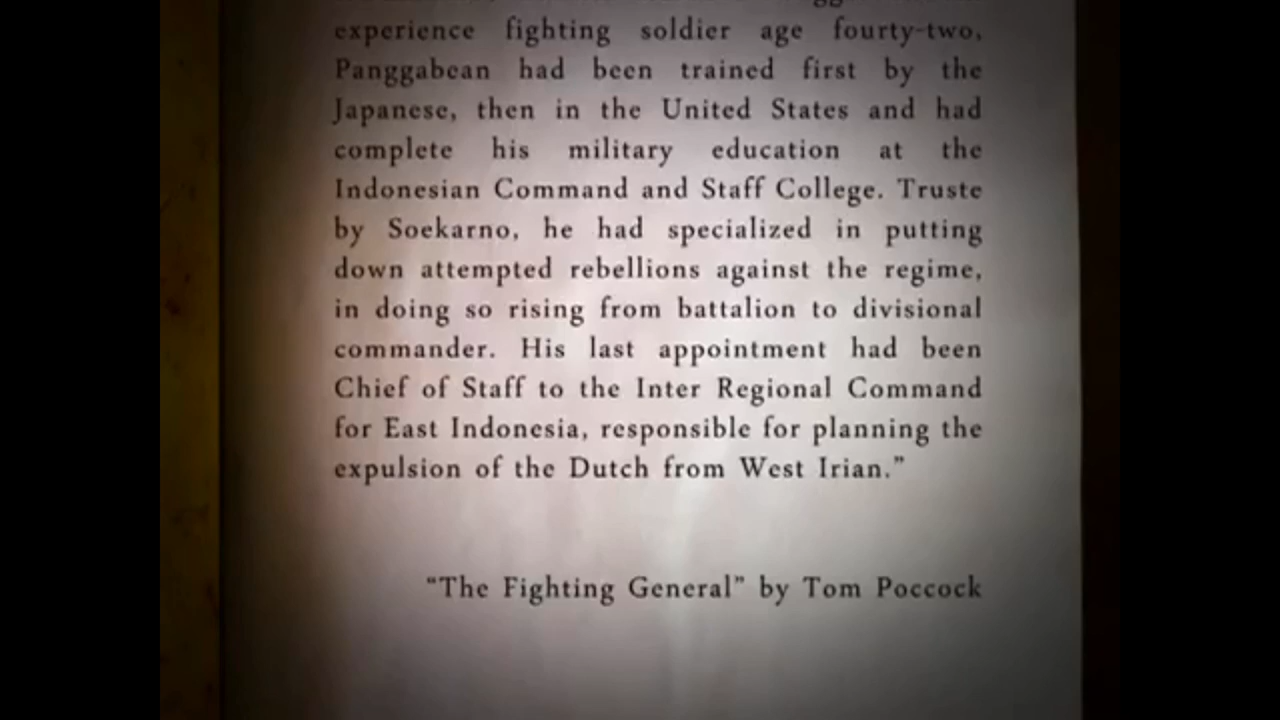 experience fighting soldier age fourty-two,
Panggabean had been trained first by the
Japanese, then in the United States and had
complete his military education at the
Indonesian Command and Staff College. Truste
by Soekarno, he had specialized in putting
down attempted rebellions against the regime,
in doing so rising from battalion to divisional
commander. His last appointment had been
Chief of Staff to the Inter Regional Command
for East Indonesia, responsible for planning the
expulsion of the Dutch from West Irian.”
“The Fighting General” by Tom Poccock